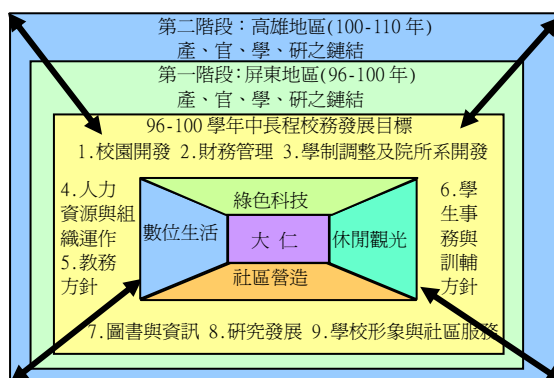 第二階段：高雄地區(100-110 年)
產、官、學、研之鏈結
第一階段：屏東地區(96-100 年)
產、官、學、研之鏈結
96-100 學年中長程校務發展目標
1.校園開發 2.財務管理 3.學制調整及院所系開發
4.人力
資源與組
織運作
5.教務
方針
綠色科技
數位生活
大 仁
休閒觀光
社區營造
6.學
生事
務與
訓輔
方針
7.圖書與資訊 8.研究發展 9.學校形象與社區服務